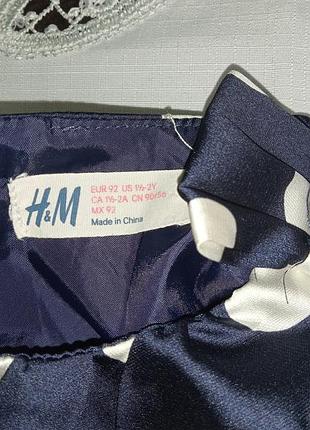 H&M
EUR 92 US 1½-2Y
CA 1½-2A CN 90/56
MX 92
Made in China